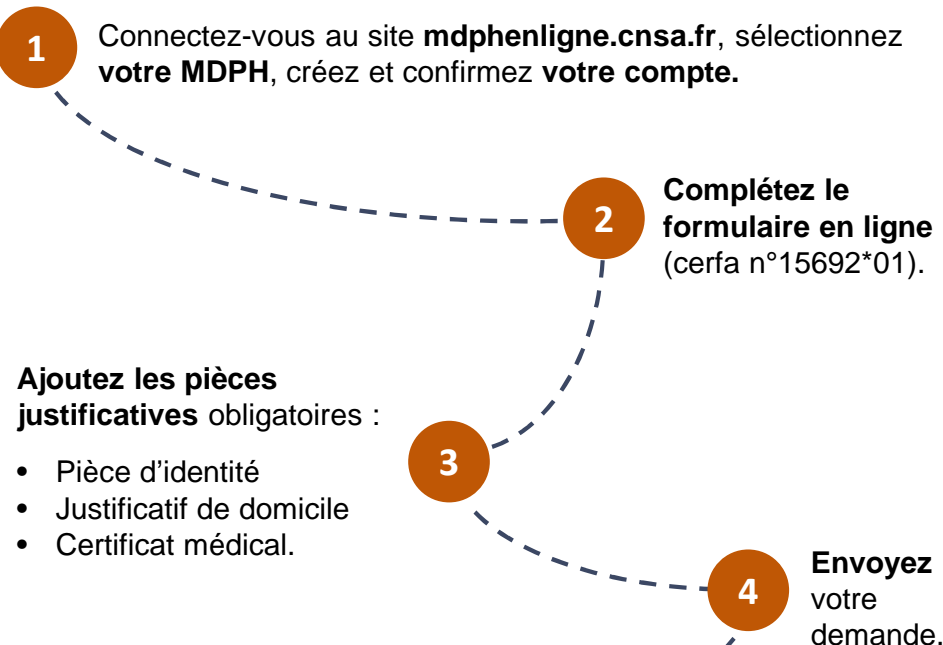 1
Connectez-vous au site mdphenligne.cnsa.fr, sélectionnez
votre MDPH, créez et confirmez votre compte.
2
Complétez le
formulaire en ligne
(cerfa n°15692*01).
Ajoutez les pièces
justificatives obligatoires :
• Pièce d’identité
• Justificatif de domicile
• Certificat médical.
3
4
Envoyez
votre
demande.